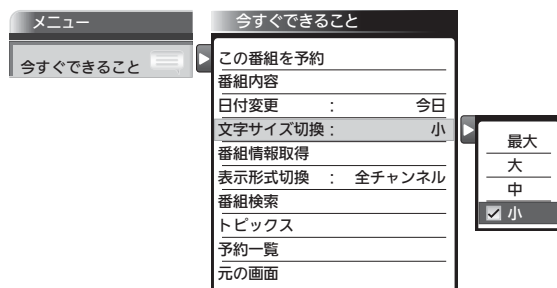 メニュー
今すぐできること
今すぐできること
この番組を予約
番組内容
日付変更 : 今日
文字サイズ切換 : 小
番組情報取得
表示形式切換 : 全チャンネル
番組検索
トピックス
予約一覧
元の画面
最大
大
中
小